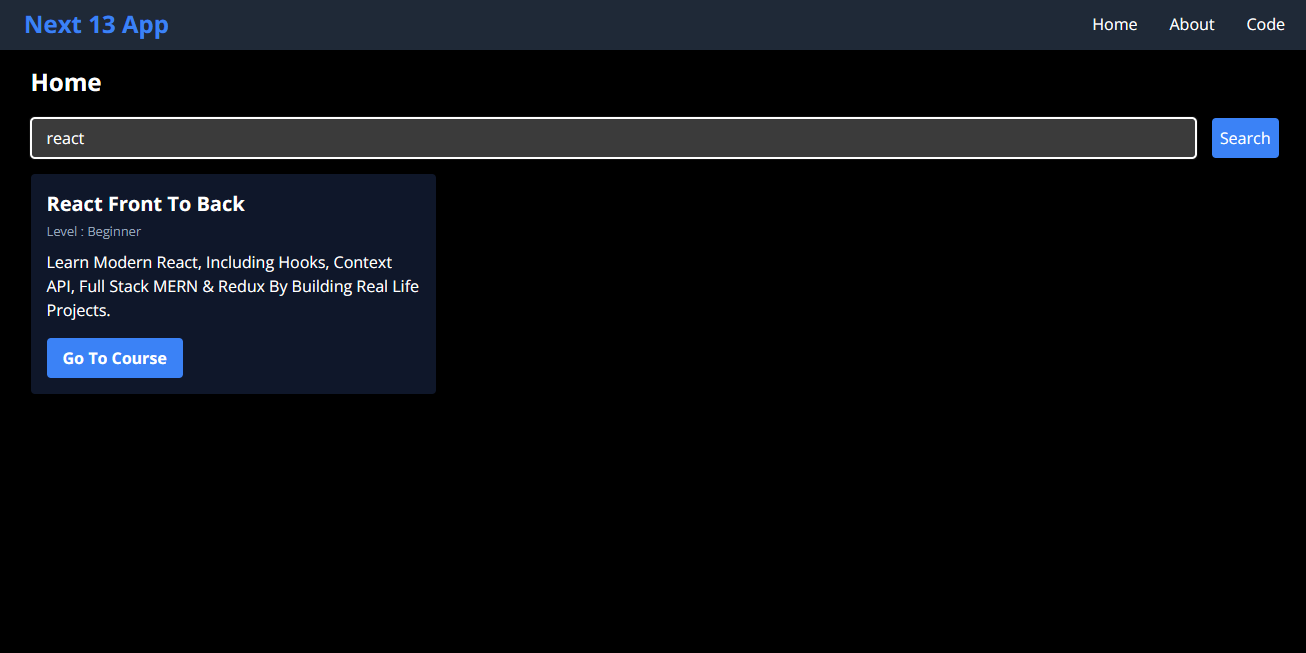 Next 13 App
Home About Code
Home
react
Search
React Front To Back
Level : Beginner
Learn Modern React, Including Hooks, Context
API, Full Stack MERN & Redux By Building Real Life
Projects.
Go To Course